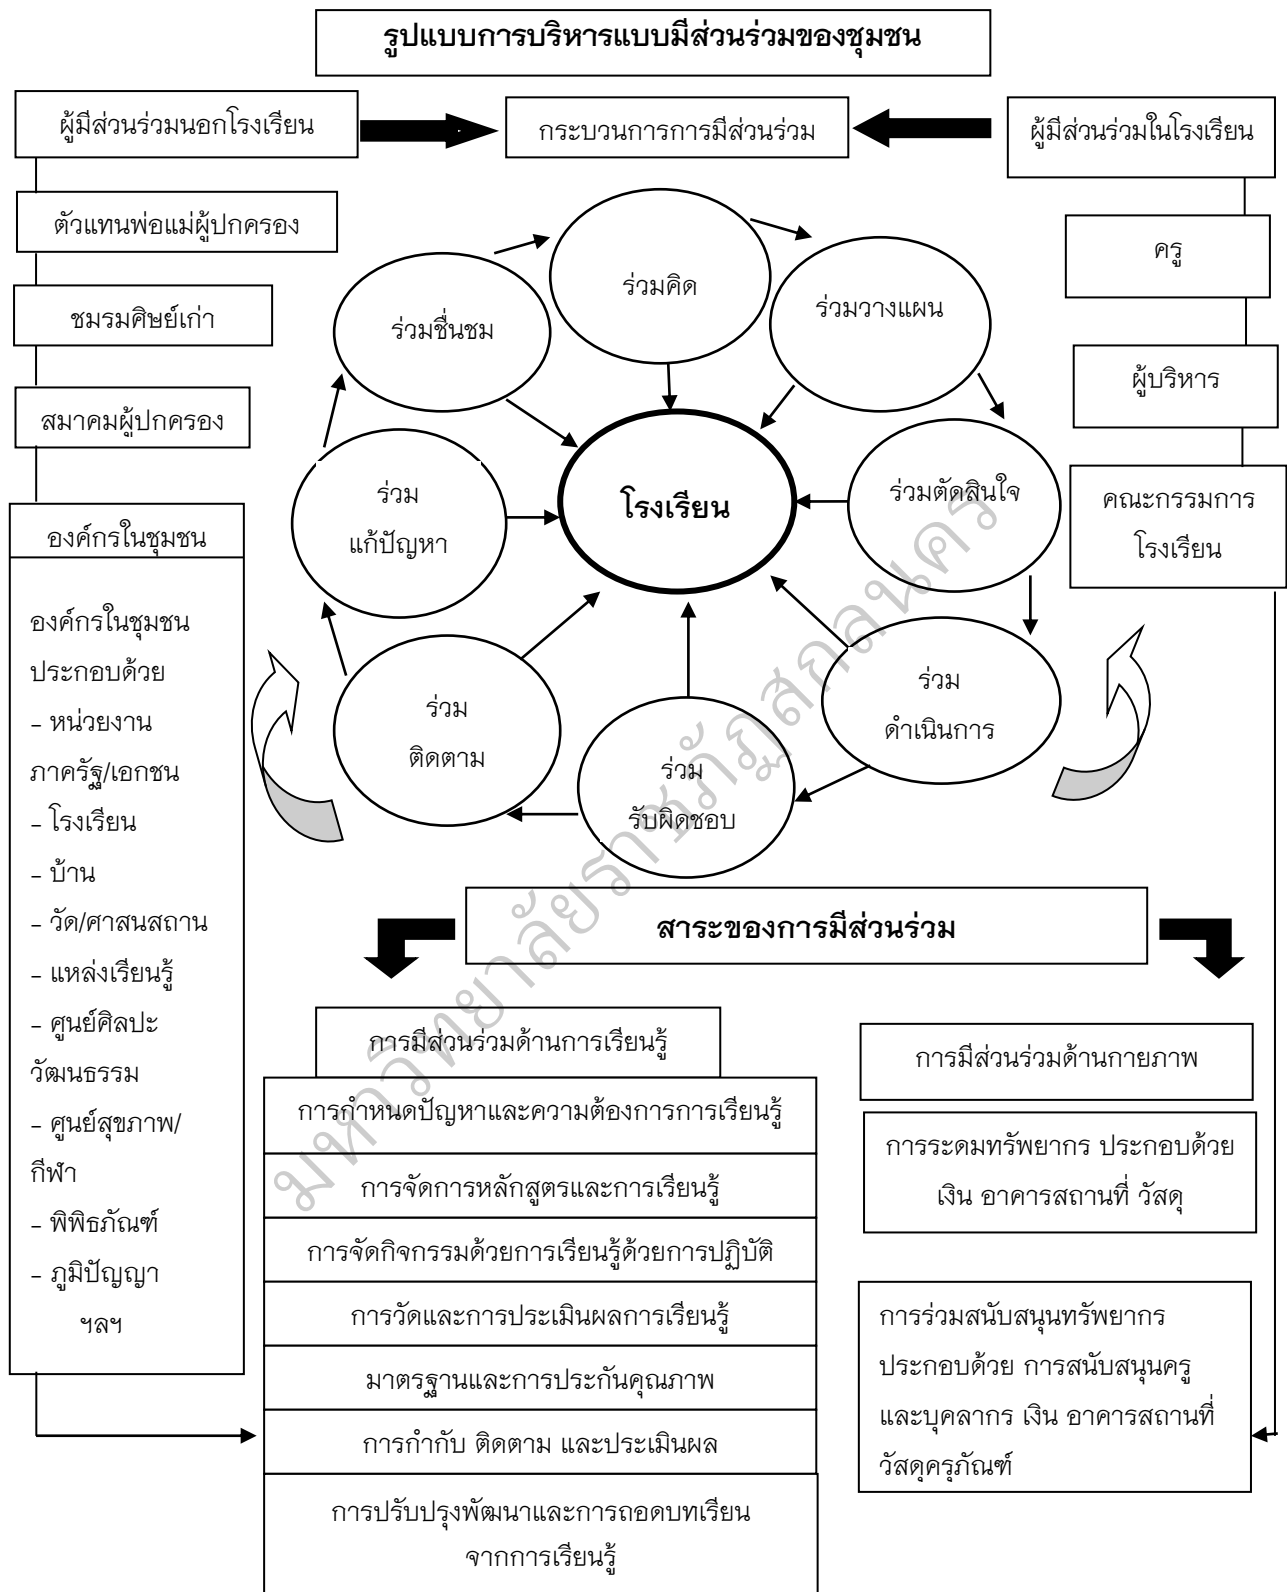 รูปแบบการบริหารแบบมีส่วนร่วมของชุมชน
ผู้มีส่วนร่วมนอกโรงเรียน
กระบวนการการมีส่วนร่วม
ผู้มีส่วนร่วมในโรงเรียน
ตัวแทนพ่อแม่ผู้ปกครอง
ชมรมศิษย์เก่า
สมาคมผู้ปกครอง
องค์กรในชุมชน
องค์กรในชุมชน
ประกอบด้วย
- หน่วยงาน
ภาครัฐ/เอกชน
- โรงเรียน
- บ้าน
- วัด/ศาสนสถาน
- แหล่งเรียนรู้
- ศูนย์ศิลปะ
วัฒนธรรม
- ศูนย์สุขภาพ/
กีฬา
- พิพิธภัณฑ์
- ภูมิปัญญา
ฯลฯ
ร่วมคิด
ร่วมวางแผน
ร่วมตัดสินใจ
ร่วม
ดำเนินการ
ร่วม
รับผิดชอบ
ร่วม
ติดตาม
ร่วม
แก้ปัญหา
ร่วมชื่นชม
โรงเรียน
ครู
ผู้บริหาร
คณะกรรมการ
โรงเรียน
สาระของการมีส่วนร่วม
การมีส่วนร่วมด้านการเรียนรู้
การกำหนดปัญหาและความต้องการการเรียนรู้
การจัดการหลักสูตรและการเรียนรู้
การจัดกิจกรรมด้วยการเรียนรู้ด้วยการปฏิบัติ
การวัดและการประเมินผลการเรียนรู้
มาตรฐานและการประกันคุณภาพ
การกำกับ ติดตาม และประเมินผล
การปรับปรุงพัฒนาและการถอดบทเรียน
จากการเรียนรู้
การมีส่วนร่วมด้านกายภาพ
การระดมทรัพยากร ประกอบด้วย
เงิน อาคารสถานที่ วัสดุ
การร่วมสนับสนุนทรัพยากร
ประกอบด้วย การสนับสนุนครู
และบุคลากร เงิน อาคารสถานที่
วัสดุครุภัณฑ์
มหาวิทยาลัยราชภัฏสกลนคร